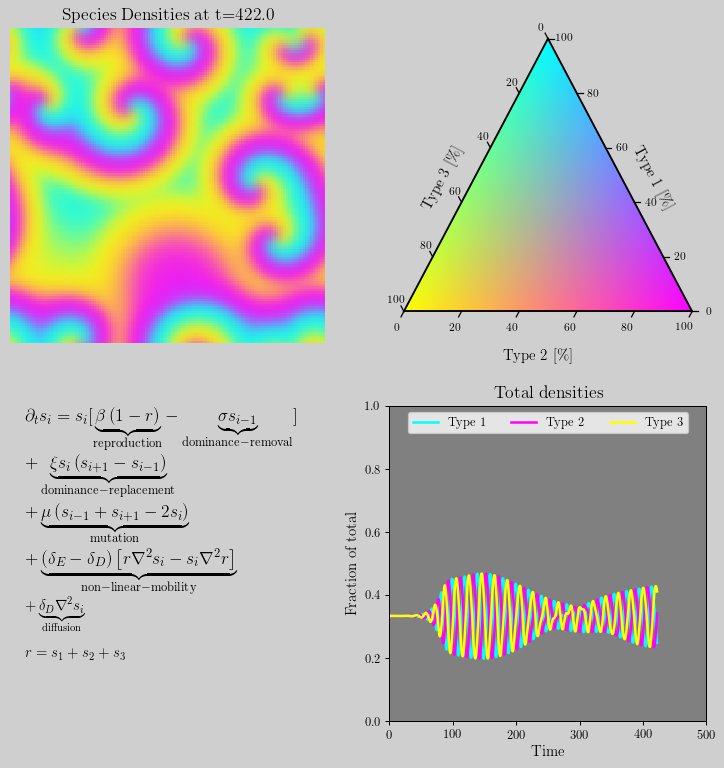 Species Densities at t=422.0
0
100
20
80
40
60
Type 3 [%]
Type 1 [%]
60
40
80
20
100
0
0 20 40 60 80 100
Type 2 [%]
∂ₜsᵢ = sᵢ[β(1 − r) − σsᵢ₋₁ ]
reproduction dominance−removal
+ ξsᵢ(sᵢ₊₁ − sᵢ₋₁)
dominance−replacement
+ μ(sᵢ₋₁ + sᵢ₊₁ − 2sᵢ)
mutation
+ (δ_E − δ_D)[r∇²sᵢ − sᵢ∇²r]
non−linear−mobility
+ δ_D∇²sᵢ
diffusion
r = s₁ + s₂ + s₃
Total densities
Type 1 Type 2 Type 3
1.0
0.8
0.6
0.4
0.2
0.0
Fraction of total
0 100 200 300 400 500
Time